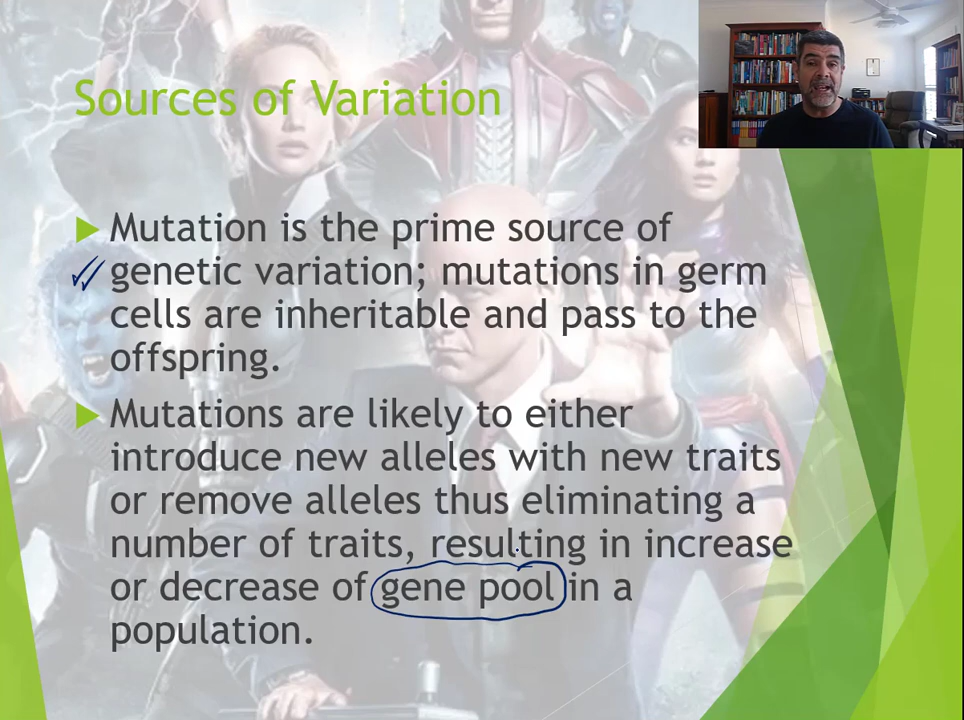 Sources of Variation
Mutation is the prime source of
genetic variation; mutations in germ
cells are inheritable and pass to the
offspring.
Mutations are likely to either
introduce new alleles with new traits
or remove alleles thus eliminating a
number of traits, resulting in increase
or decrease of gene pool in a
population.